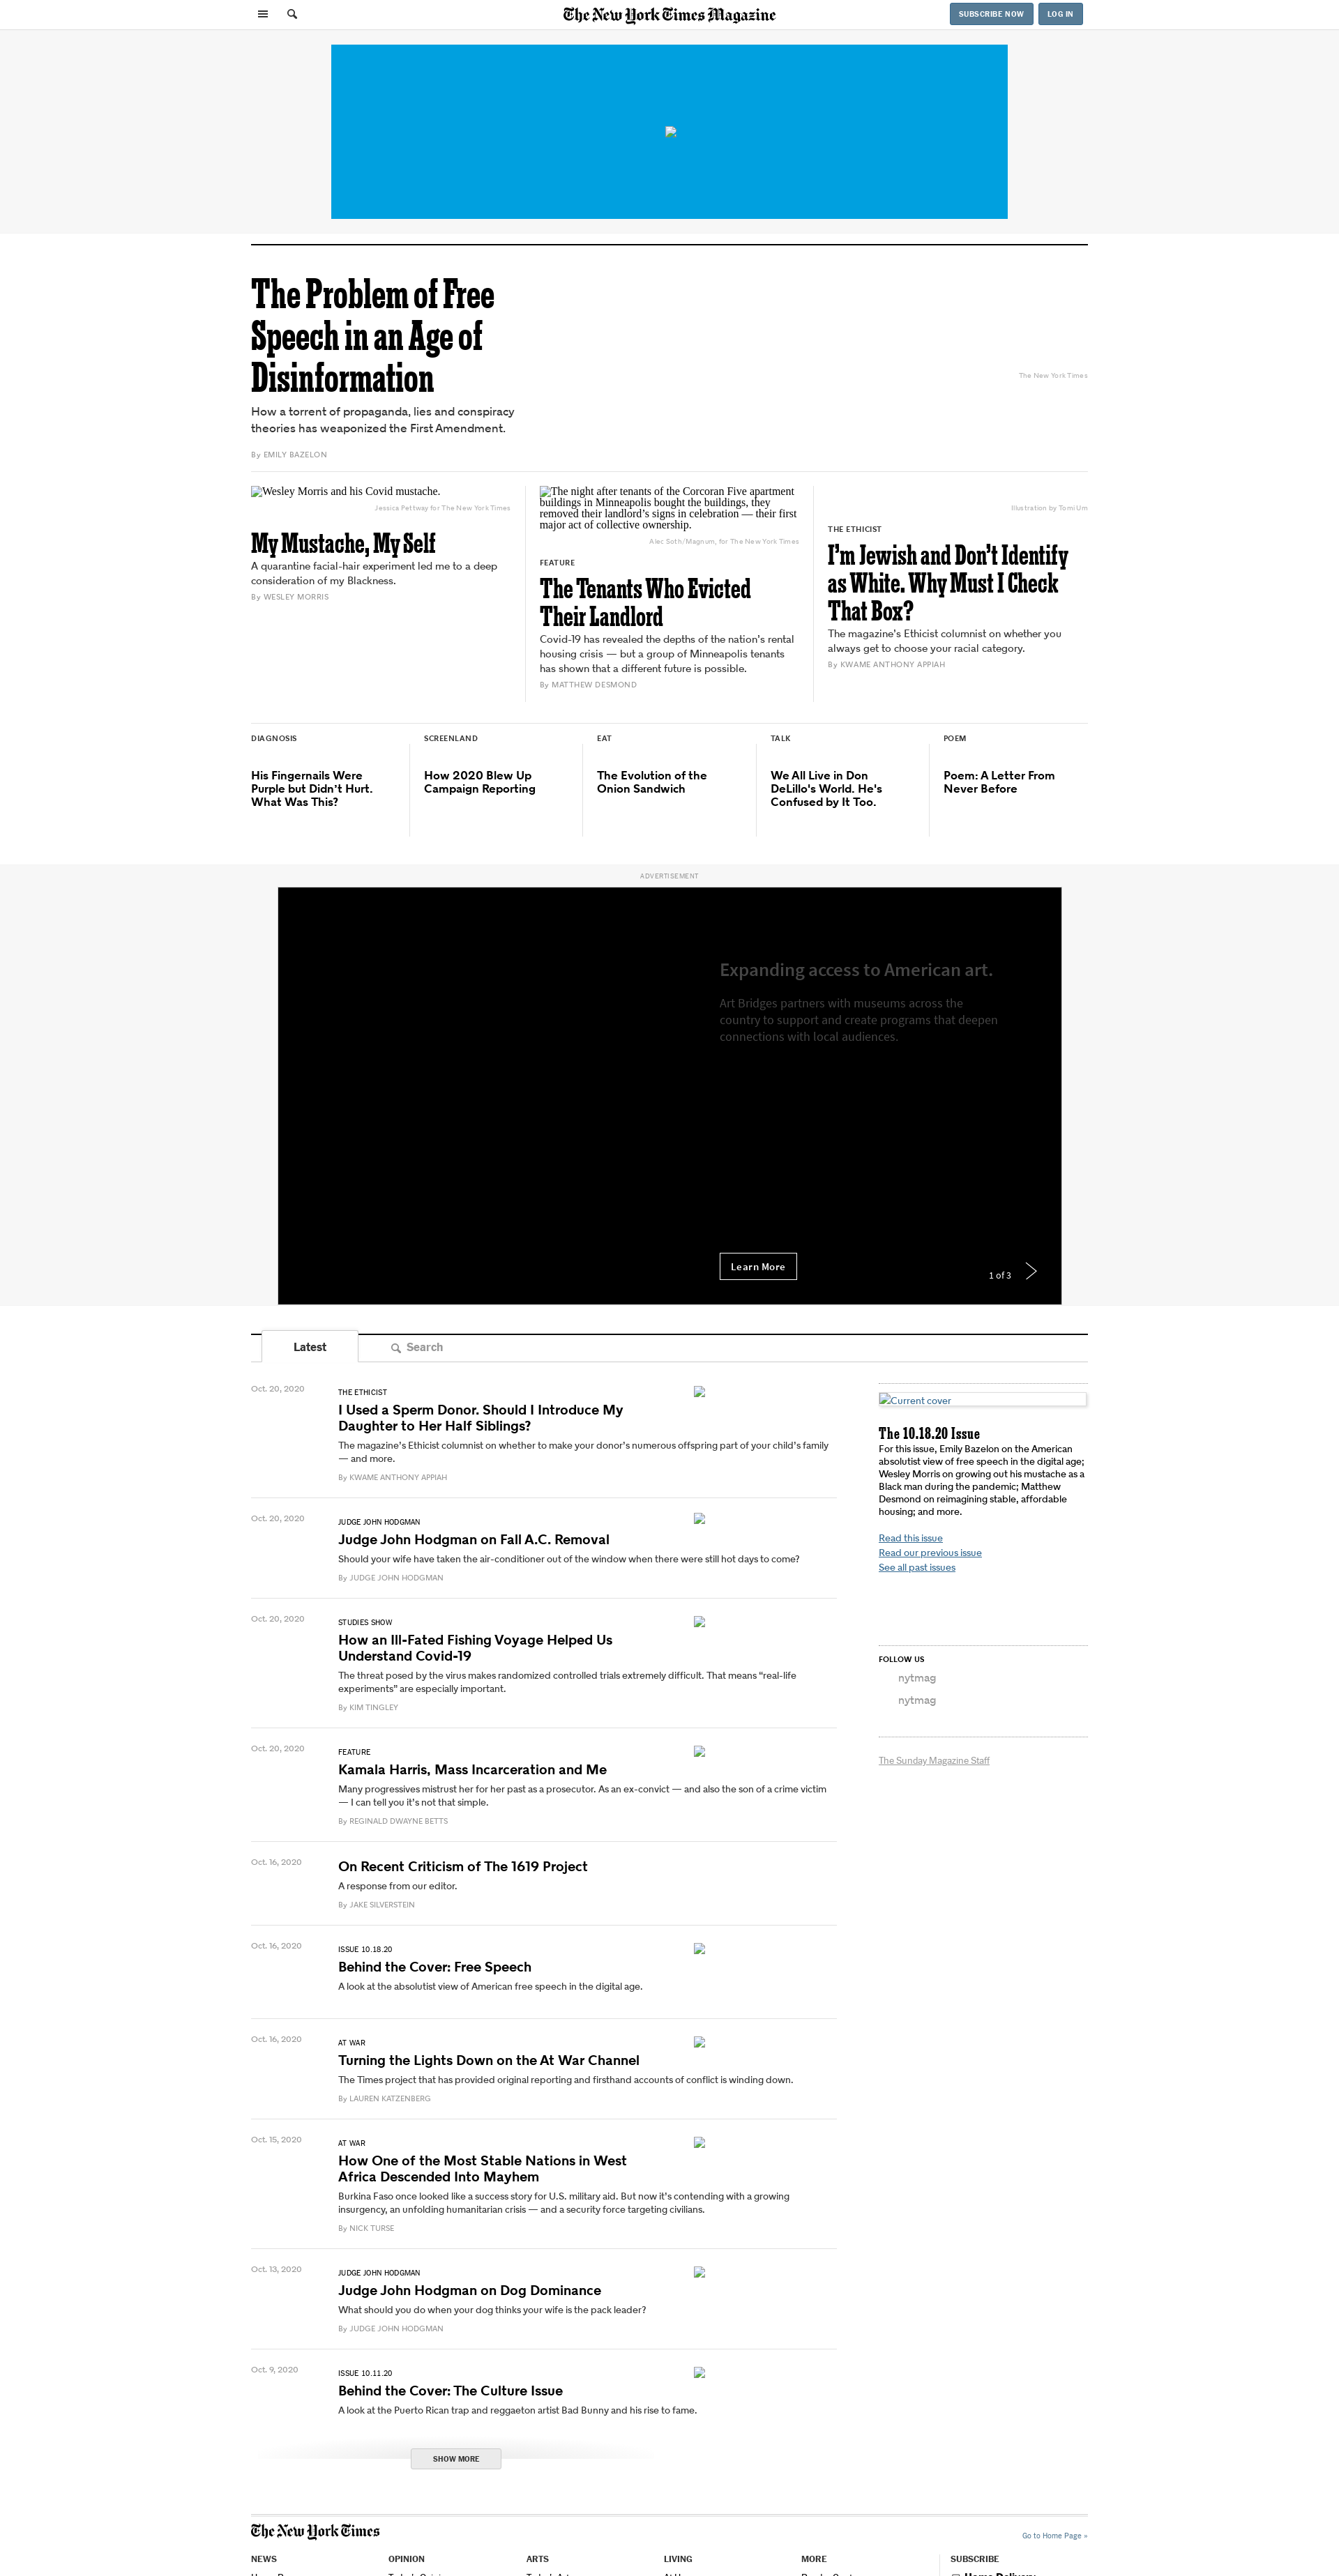 The New York Times Magazine
SUBSCRIBE NOW
LOG IN
The Problem of Free
Speech in an Age of
Disinformation
The New York Times
How a torrent of propaganda, lies and conspiracy
theories has weaponized the First Amendment.
By EMILY BAZELON
Wesley Morris and his Covid mustache.
Jessica Pettway for The New York Times
My Mustache, My Self
A quarantine facial-hair experiment led me to a deep
consideration of my Blackness.
By WESLEY MORRIS
The night after tenants of the Corcoran Five apartment
buildings in Minneapolis bought the buildings, they
removed their landlord’s signs in celebration — their first
major act of collective ownership.
Alec Soth/Magnum, for The New York Times
FEATURE
The Tenants Who Evicted
Their Landlord
Covid-19 has revealed the depths of the nation’s rental
housing crisis — but a group of Minneapolis tenants
has shown that a different future is possible.
By MATTHEW DESMOND
Illustration by Tomi Um
THE ETHICIST
I’m Jewish and Don’t Identify
as White. Why Must I Check
That Box?
The magazine’s Ethicist columnist on whether you
always get to choose your racial category.
By KWAME ANTHONY APPIAH
DIAGNOSIS
His Fingernails Were
Purple but Didn’t Hurt.
What Was This?
SCREENLAND
How 2020 Blew Up
Campaign Reporting
EAT
The Evolution of the
Onion Sandwich
TALK
We All Live in Don
DeLillo's World. He's
Confused by It Too.
POEM
Poem: A Letter From
Never Before
ADVERTISEMENT
Expanding access to American art.
Art Bridges partners with museums across the
country to support and create programs that deepen
connections with local audiences.
Learn More
1 of 3
Latest
Search
Oct. 20, 2020
THE ETHICIST
I Used a Sperm Donor. Should I Introduce My
Daughter to Her Half Siblings?
The magazine’s Ethicist columnist on whether to make your donor’s numerous offspring part of your child’s family
— and more.
By KWAME ANTHONY APPIAH
Oct. 20, 2020
JUDGE JOHN HODGMAN
Judge John Hodgman on Fall A.C. Removal
Should your wife have taken the air-conditioner out of the window when there were still hot days to come?
By JUDGE JOHN HODGMAN
Oct. 20, 2020
STUDIES SHOW
How an Ill-Fated Fishing Voyage Helped Us
Understand Covid-19
The threat posed by the virus makes randomized controlled trials extremely difficult. That means “real-life
experiments” are especially important.
By KIM TINGLEY
Oct. 20, 2020
FEATURE
Kamala Harris, Mass Incarceration and Me
Many progressives mistrust her for her past as a prosecutor. As an ex-convict — and also the son of a crime victim
— I can tell you it’s not that simple.
By REGINALD DWAYNE BETTS
Oct. 16, 2020
On Recent Criticism of The 1619 Project
A response from our editor.
By JAKE SILVERSTEIN
Oct. 16, 2020
ISSUE 10.18.20
Behind the Cover: Free Speech
A look at the absolutist view of American free speech in the digital age.
Oct. 16, 2020
AT WAR
Turning the Lights Down on the At War Channel
The Times project that has provided original reporting and firsthand accounts of conflict is winding down.
By LAUREN KATZENBERG
Oct. 15, 2020
AT WAR
How One of the Most Stable Nations in West
Africa Descended Into Mayhem
Burkina Faso once looked like a success story for U.S. military aid. But now it’s contending with a growing
insurgency, an unfolding humanitarian crisis — and a security force targeting civilians.
By NICK TURSE
Oct. 13, 2020
JUDGE JOHN HODGMAN
Judge John Hodgman on Dog Dominance
What should you do when your dog thinks your wife is the pack leader?
By JUDGE JOHN HODGMAN
Oct. 9, 2020
ISSUE 10.11.20
Behind the Cover: The Culture Issue
A look at the Puerto Rican trap and reggaeton artist Bad Bunny and his rise to fame.
SHOW MORE
Current cover
The 10.18.20 Issue
For this issue, Emily Bazelon on the American
absolutist view of free speech in the digital age;
Wesley Morris on growing out his mustache as a
Black man during the pandemic; Matthew
Desmond on reimagining stable, affordable
housing; and more.
Read this issue
Read our previous issue
See all past issues
FOLLOW US
nytmag
nytmag
The Sunday Magazine Staff
The New York Times
Go to Home Page »
NEWS
OPINION
ARTS
LIVING
MORE
SUBSCRIBE